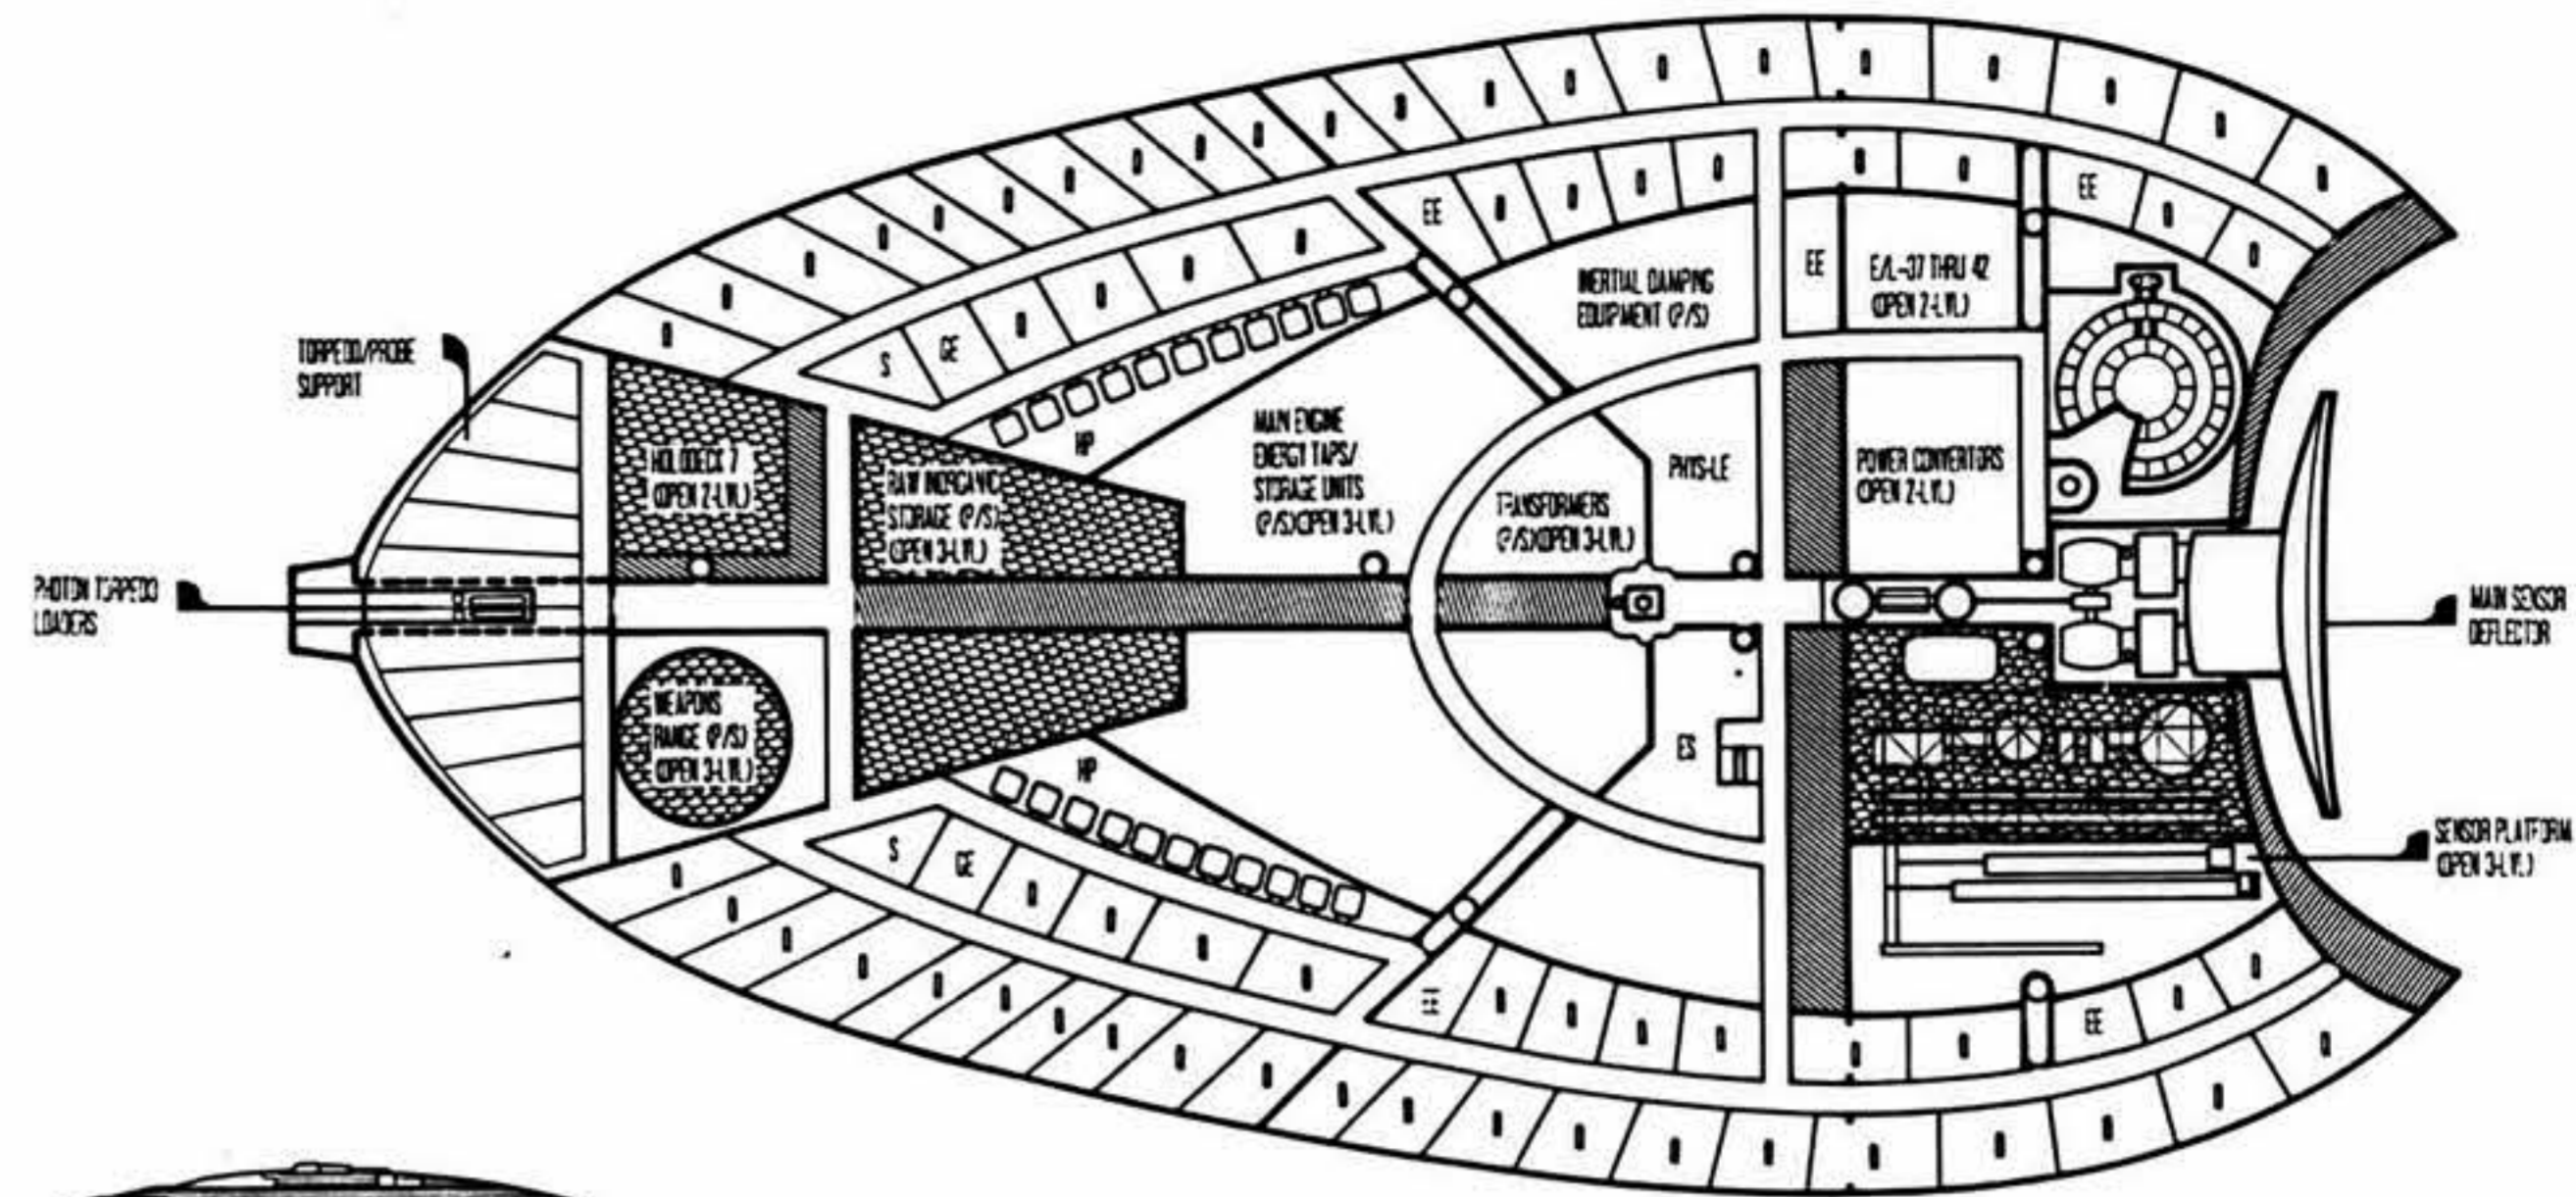 EE
EE
EE
INERTIAL DAMPING
EQUIPMENT (P/S)
E/L-37 THRU 42
(OPEN 2-LVL)
TORPEDO/PROBE
SUPPORT
S
GE
HOLODECK 2
(OPEN 2-LVL)
HP
RAW INORGANIC
STORAGE (P/S)
(OPEN 3-LVL)
MAIN ENGINE
ENERGY TAPS/
STORAGE UNITS
(P/S)(OPEN 3-LVL)
TRANSFORMERS
(P/S)(OPEN 3-LVL)
PHYS-LE
POWER CONVERTORS
(OPEN 2-LVL)
PHOTON TORPEDO
LOADERS
MAIN SENSOR
DEFLECTOR
WEAPONS
RANGE (P/S)
(OPEN 3-LVL)
HP
ES
SENSOR PLATFORM
(OPEN 3-LVL)
S
GE
EE
EE